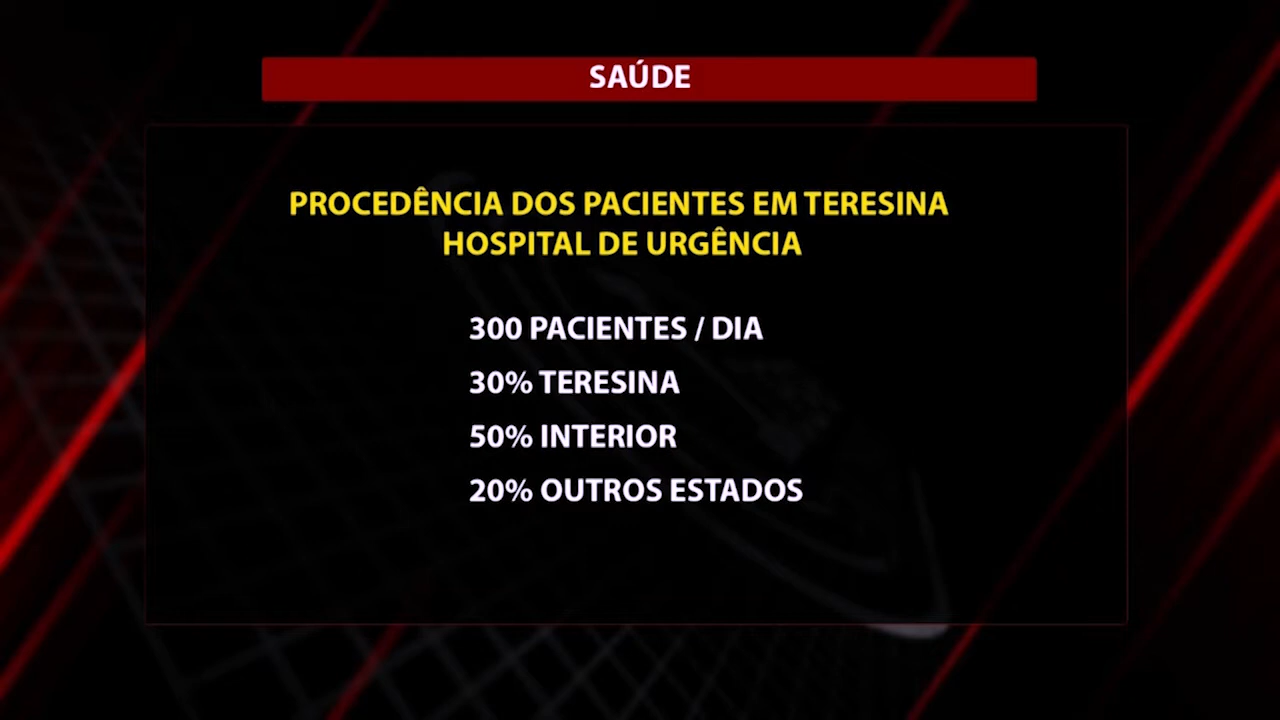 SAÚDE
PROCEDÊNCIA DOS PACIENTES EM TERESINA
HOSPITAL DE URGÊNCIA
300 PACIENTES / DIA
30% TERESINA
50% INTERIOR
20% OUTROS ESTADOS